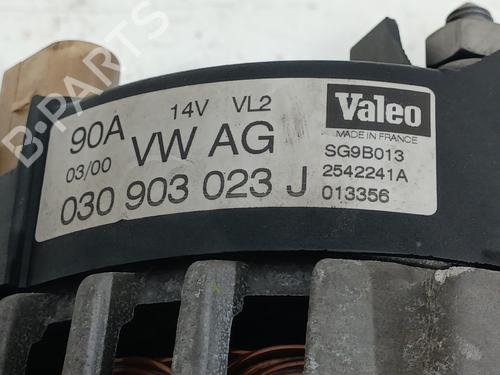 90A 14V VL2
03/00 VW AG
030 903 023 J
Valeo
MADE IN FRANCE
SG9B013
2542241A
013356
B-PARTS